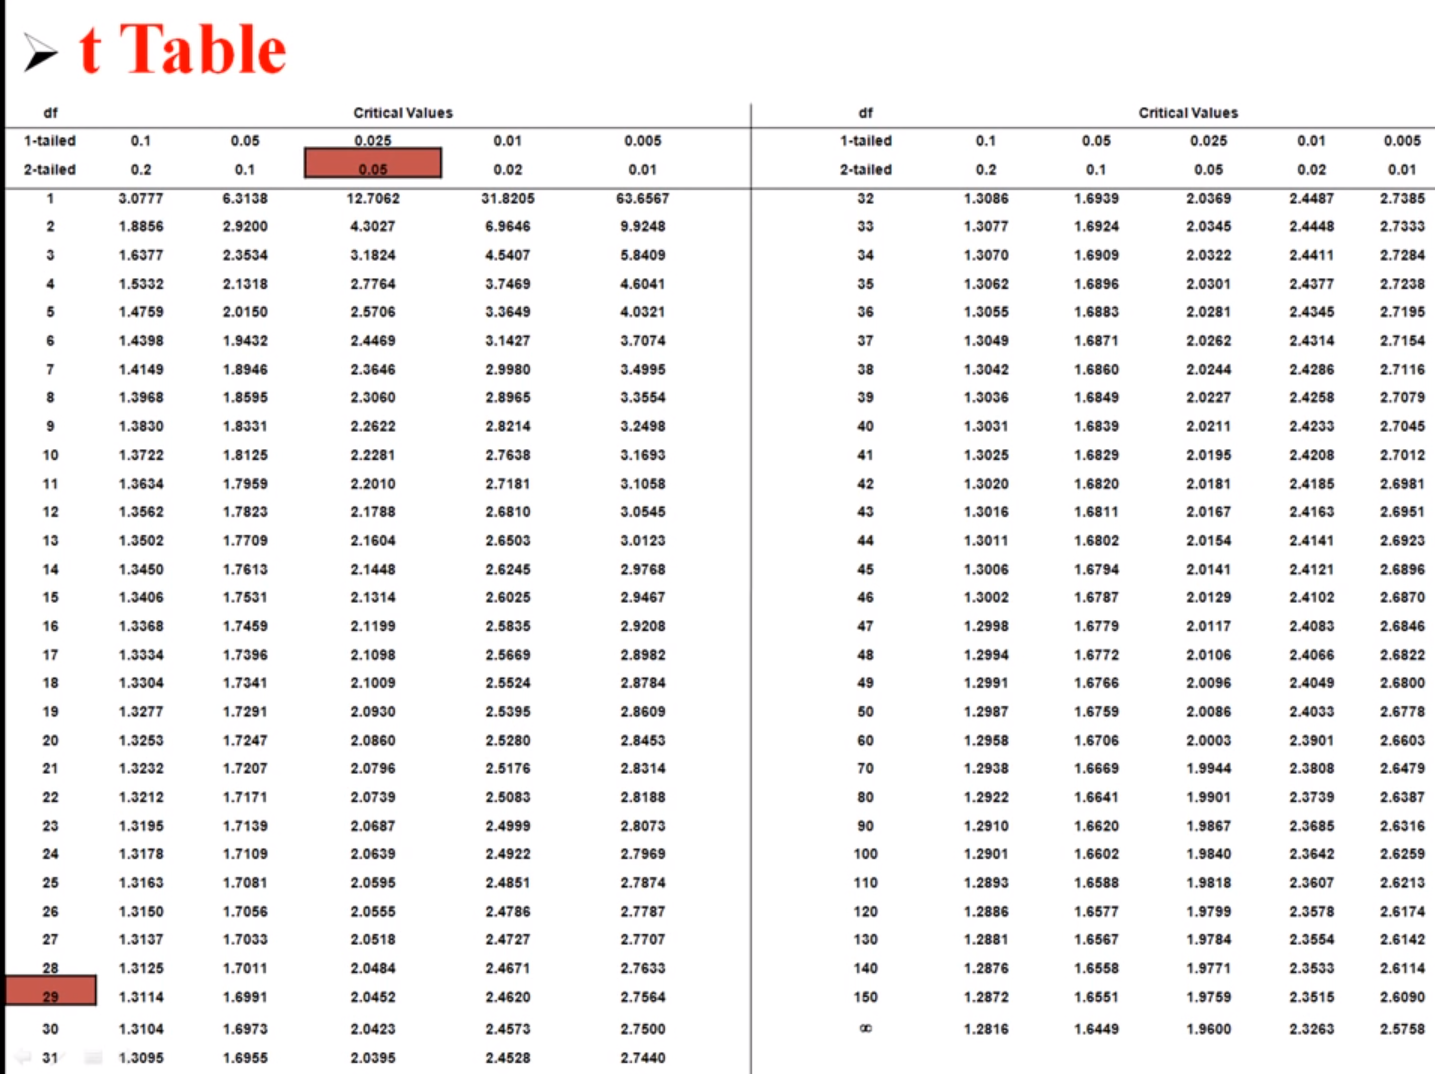 t Table
df Critical Values df Critical Values
1-tailed 0.1 0.05 0.025 0.01 0.005 1-tailed 0.1 0.05 0.025 0.01 0.005
2-tailed 0.2 0.1 0.05 0.02 0.01 2-tailed 0.2 0.1 0.05 0.02 0.01
1 3.0777 6.3138 12.7062 31.8205 63.6567 32 1.3086 1.6939 2.0369 2.4487 2.7385
2 1.8856 2.9200 4.3027 6.9646 9.9248 33 1.3077 1.6924 2.0345 2.4448 2.7333
3 1.6377 2.3534 3.1824 4.5407 5.8409 34 1.3070 1.6909 2.0322 2.4411 2.7284
4 1.5332 2.1318 2.7764 3.7469 4.6041 35 1.3062 1.6896 2.0301 2.4377 2.7238
5 1.4759 2.0150 2.5706 3.3649 4.0321 36 1.3055 1.6883 2.0281 2.4345 2.7195
6 1.4398 1.9432 2.4469 3.1427 3.7074 37 1.3049 1.6871 2.0262 2.4314 2.7154
7 1.4149 1.8946 2.3646 2.9980 3.4995 38 1.3042 1.6860 2.0244 2.4286 2.7116
8 1.3968 1.8595 2.3060 2.8965 3.3554 39 1.3036 1.6849 2.0227 2.4258 2.7079
9 1.3830 1.8331 2.2622 2.8214 3.2498 40 1.3031 1.6839 2.0211 2.4233 2.7045
10 1.3722 1.8125 2.2281 2.7638 3.1693 41 1.3025 1.6829 2.0195 2.4208 2.7012
11 1.3634 1.7959 2.2010 2.7181 3.1058 42 1.3020 1.6820 2.0181 2.4185 2.6981
12 1.3562 1.7823 2.1788 2.6810 3.0545 43 1.3016 1.6811 2.0167 2.4163 2.6951
13 1.3502 1.7709 2.1604 2.6503 3.0123 44 1.3011 1.6802 2.0154 2.4141 2.6923
14 1.3450 1.7613 2.1448 2.6245 2.9768 45 1.3006 1.6794 2.0141 2.4121 2.6896
15 1.3406 1.7531 2.1314 2.6025 2.9467 46 1.3002 1.6787 2.0129 2.4102 2.6870
16 1.3368 1.7459 2.1199 2.5835 2.9208 47 1.2998 1.6779 2.0117 2.4083 2.6846
17 1.3334 1.7396 2.1098 2.5669 2.8982 48 1.2994 1.6772 2.0106 2.4066 2.6822
18 1.3304 1.7341 2.1009 2.5524 2.8784 49 1.2991 1.6766 2.0096 2.4049 2.6800
19 1.3277 1.7291 2.0930 2.5395 2.8609 50 1.2987 1.6759 2.0086 2.4033 2.6778
20 1.3253 1.7247 2.0860 2.5280 2.8453 60 1.2958 1.6706 2.0003 2.3901 2.6603
21 1.3232 1.7207 2.0796 2.5176 2.8314 70 1.2938 1.6669 1.9944 2.3808 2.6479
22 1.3212 1.7171 2.0739 2.5083 2.8188 80 1.2922 1.6641 1.9901 2.3739 2.6387
23 1.3195 1.7139 2.0687 2.4999 2.8073 90 1.2910 1.6620 1.9867 2.3685 2.6316
24 1.3178 1.7109 2.0639 2.4922 2.7969 100 1.2901 1.6602 1.9840 2.3642 2.6259
25 1.3163 1.7081 2.0595 2.4851 2.7874 110 1.2893 1.6588 1.9818 2.3607 2.6213
26 1.3150 1.7056 2.0555 2.4786 2.7787 120 1.2886 1.6577 1.9799 2.3578 2.6174
27 1.3137 1.7033 2.0518 2.4727 2.7707 130 1.2881 1.6567 1.9784 2.3554 2.6142
28 1.3125 1.7011 2.0484 2.4671 2.7633 140 1.2876 1.6558 1.9771 2.3533 2.6114
29 1.3114 1.6991 2.0452 2.4620 2.7564 150 1.2872 1.6551 1.9759 2.3515 2.6090
30 1.3104 1.6973 2.0423 2.4573 2.7500 ∞ 1.2816 1.6449 1.9600 2.3263 2.5758
31 1.3095 1.6955 2.0395 2.4528 2.7440